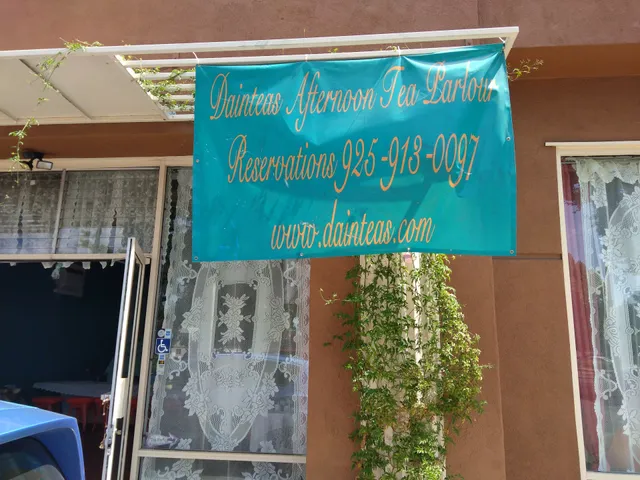 Dainteas Afternoon Tea Parlour
Reservations 925-913-0097
www.dainteas.com